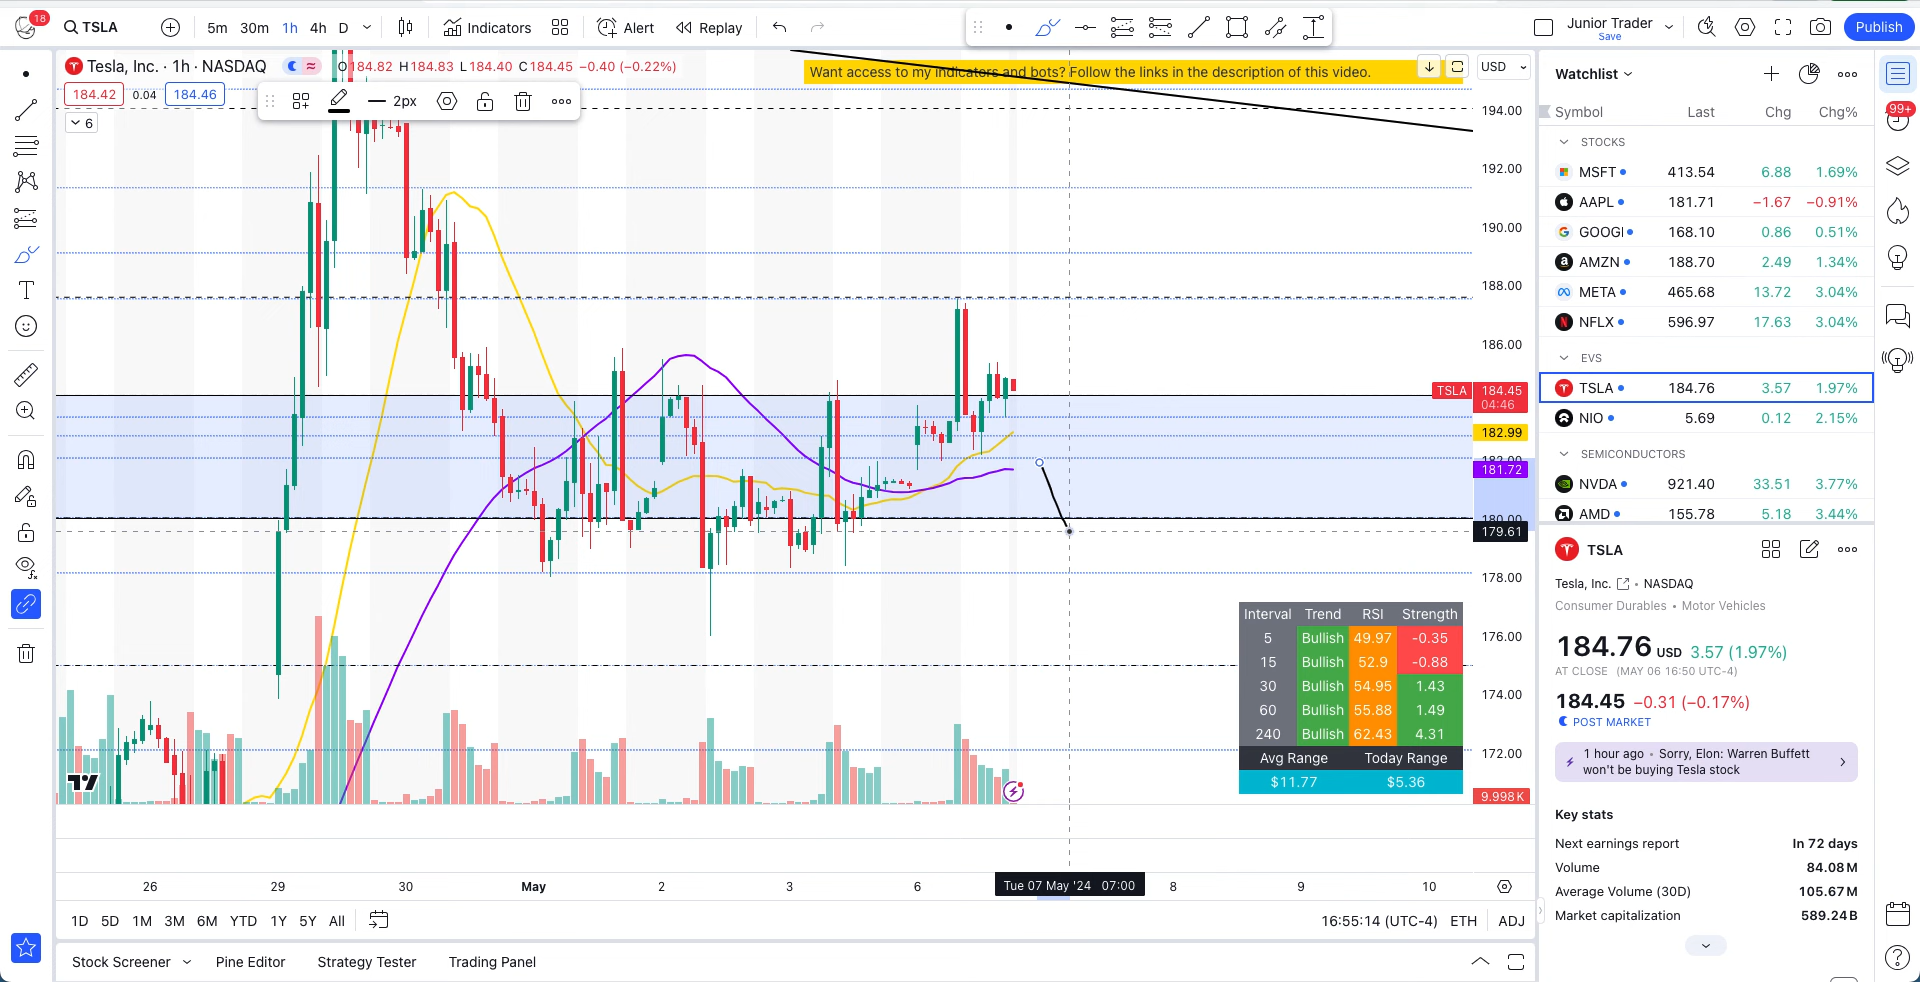 18
TSLA
5m 30m 1h 4h D
Indicators
Alert
Replay
Junior Trader
Save
Publish
Tesla, Inc. · 1h · NASDAQ
O184.82 H184.83 L184.40 C184.45 −0.40 (−0.22%)
Want access to my indicators and bots? Follow the links in the description of this video.
USD
184.42 0.04 184.46
2px
6
194.00
192.00
190.00
188.00
186.00
TSLA 184.45
04:46
182.99
182.00
181.72
180.00
179.61
178.00
176.00
174.00
172.00
9.998K
Interval Trend RSI Strength
5 Bullish 49.97 -0.35
15 Bullish 52.9 -0.88
30 Bullish 54.95 1.43
60 Bullish 55.88 1.49
240 Bullish 62.43 4.31
Avg Range Today Range
$11.77 $5.36
26 29 30 May 2 3 6 Tue 07 May '24 07:00 8 9 10
1D 5D 1M 3M 6M YTD 1Y 5Y All
16:55:14 (UTC-4) ETH ADJ
Stock Screener Pine Editor Strategy Tester Trading Panel
Watchlist
Symbol Last Chg Chg%
STOCKS
MSFT 413.54 6.88 1.69%
AAPL 181.71 −1.67 −0.91%
GOOGl 168.10 0.86 0.51%
AMZN 188.70 2.49 1.34%
META 465.68 13.72 3.04%
NFLX 596.97 17.63 3.04%
EVS
TSLA 184.76 3.57 1.97%
NIO 5.69 0.12 2.15%
SEMICONDUCTORS
NVDA 921.40 33.51 3.77%
AMD 155.78 5.18 3.44%
TSLA
Tesla, Inc. • NASDAQ
Consumer Durables • Motor Vehicles
184.76 USD 3.57 (1.97%)
AT CLOSE (MAY 06 16:50 UTC-4)
184.45 −0.31 (−0.17%)
POST MARKET
1 hour ago • Sorry, Elon: Warren Buffett
won't be buying Tesla stock
Key stats
Next earnings report In 72 days
Volume 84.08M
Average Volume (30D) 105.67M
Market capitalization 589.24B
99+